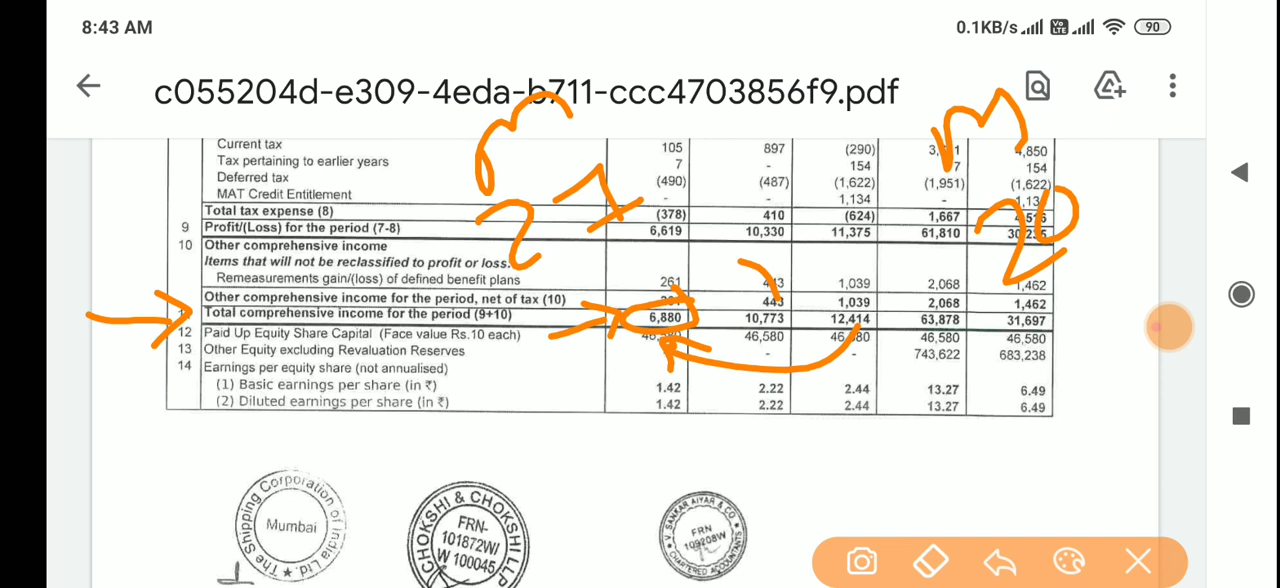 8:43 AM 0.1KB/s Vo LTE 90
c055204d-e309-4eda-b711-ccc4703856f9.pdf
Current tax 105 897 (290) 4,850
Tax pertaining to earlier years 7 - 154 7 154
Deferred tax (490) (487) (1,622) (1,951) (1,622)
MAT Credit Entitlement - - 1,134 -
Total tax expense (8) (378) 410 (624) 1,667
9 Profit/(Loss) for the period (7-8) 6,619 10,330 11,375 61,810
10 Other comprehensive income
Items that will not be reclassified to profit or loss:
Remeasurements gain/(loss) of defined benefit plans 261 443 1,039 2,068 1,462
Other comprehensive income for the period, net of tax (10) 443 1,039 2,068 1,462
Total comprehensive income for the period (9+10) 6,880 10,773 12,414 63,878 31,697
12 Paid Up Equity Share Capital (Face value Rs.10 each) 46,580 46,580 46,580 46,580
13 Other Equity excluding Revaluation Reserves - - 743,622 683,238
14 Earnings per equity share (not annualised)
(1) Basic earnings per share (in ₹) 1.42 2.22 2.44 13.27 6.49
(2) Diluted earnings per share (in ₹) 1.42 2.22 2.44 13.27 6.49
m 21
m 20
The Shipping Corporation of India Ltd. ★
Mumbai
CHOKSHI & CHOKSHI LLP
FRN-
101872W/
W 100045
V. SANKAR AIYAR & CO ★ CHARTERED ACCOUNTANTS ★
FRN
109208W